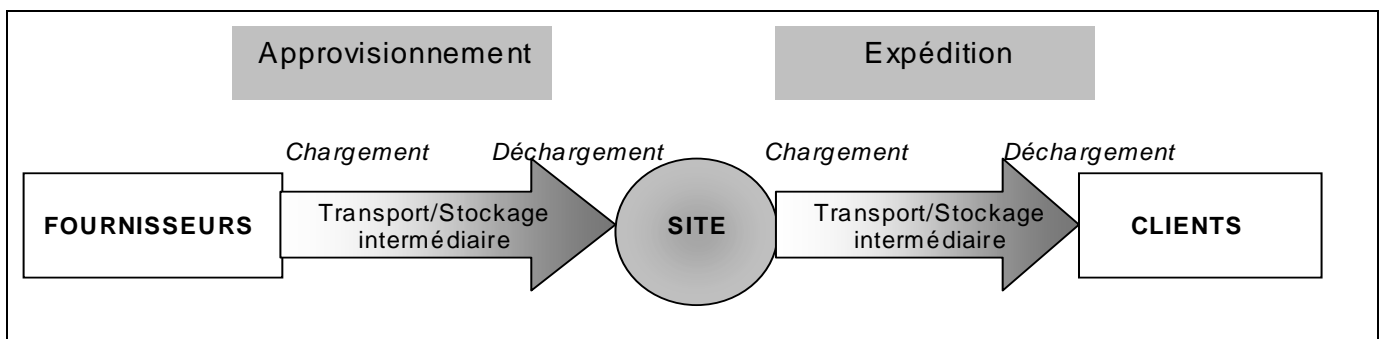 Approvisionnement
Expédition
Chargement
Déchargement
Chargement
Déchargement
FOURNISSEURS
Transport/Stockage
intermédiaire
SITE
Transport/Stockage
intermédiaire
CLIENTS